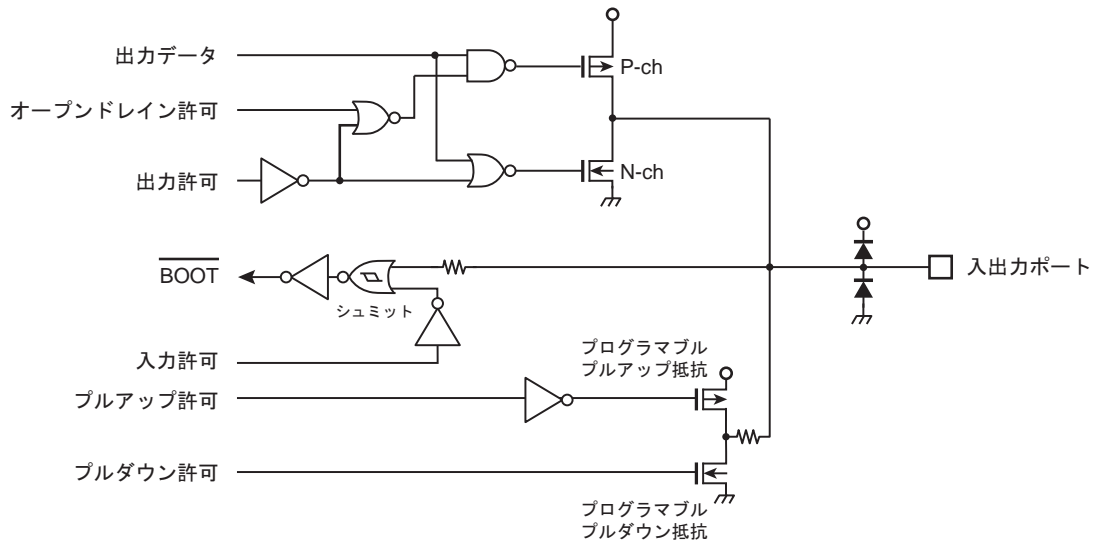 出力データ
P-ch
オープンドレイン許可
N-ch
出力許可
BOOT
シュミット
入出力ポート
入力許可
プログラマブル
プルアップ抵抗
プルアップ許可
プルダウン許可
プログラマブル
プルダウン抵抗